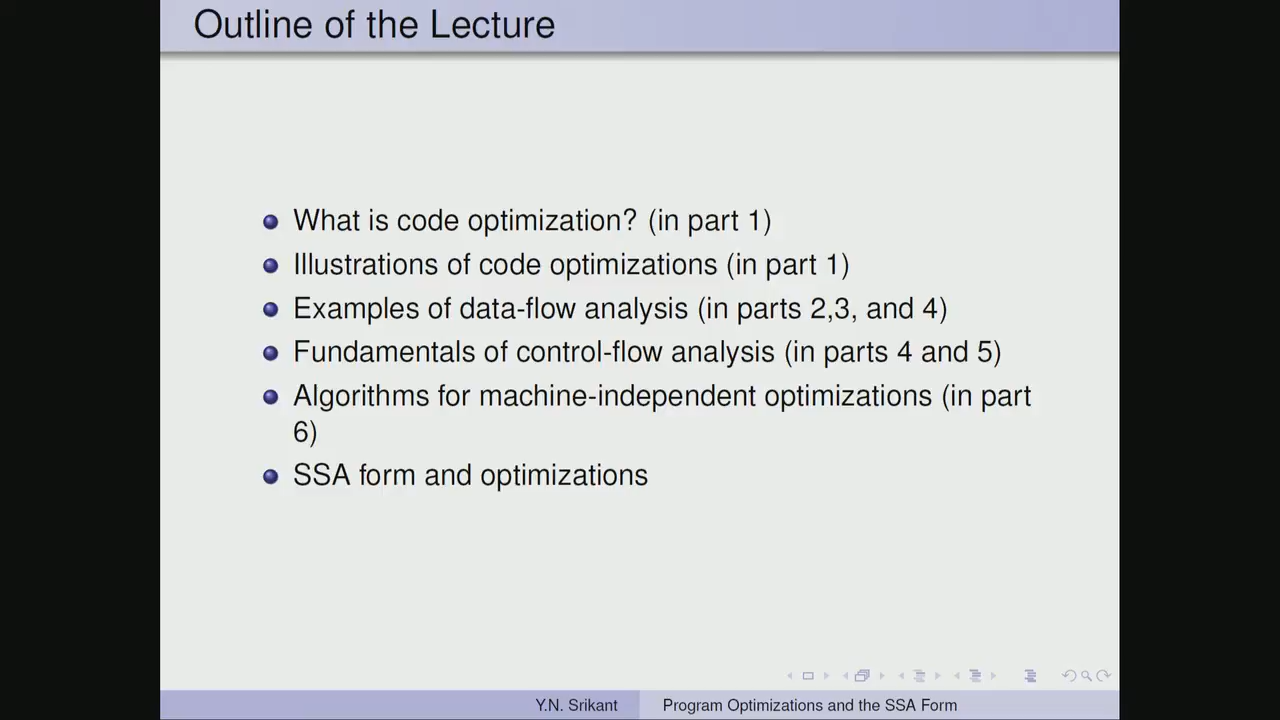 Outline of the Lecture
What is code optimization? (in part 1)
Illustrations of code optimizations (in part 1)
Examples of data-flow analysis (in parts 2,3, and 4)
Fundamentals of control-flow analysis (in parts 4 and 5)
Algorithms for machine-independent optimizations (in part
6)
SSA form and optimizations
Y.N. Srikant
Program Optimizations and the SSA Form